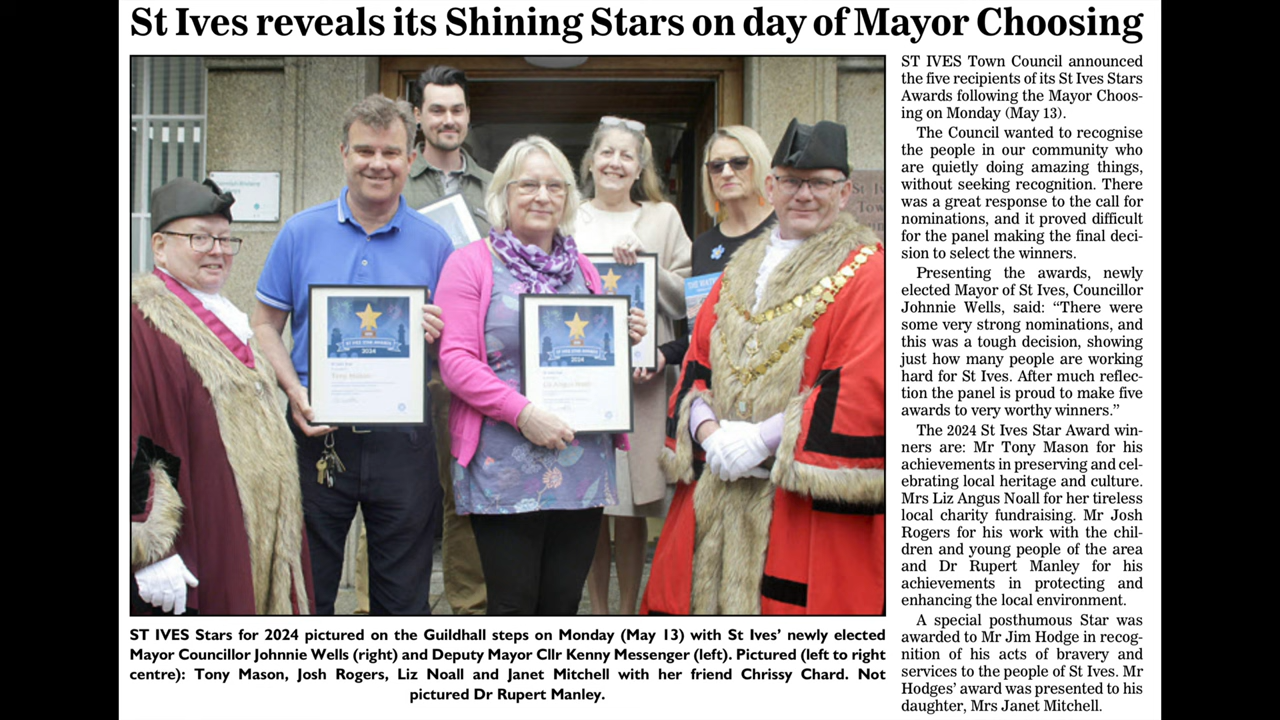 St Ives reveals its Shining Stars on day of Mayor Choosing
ST IVES STAR AWARDS
2024
Tony Mason
ST IVES STAR AWARDS
2024
Liz Angus Noall
ST IVES Stars for 2024 pictured on the Guildhall steps on Monday (May 13) with St Ives’ newly elected
Mayor Councillor Johnnie Wells (right) and Deputy Mayor Cllr Kenny Messenger (left). Pictured (left to right
centre): Tony Mason, Josh Rogers, Liz Noall and Janet Mitchell with her friend Chrissy Chard. Not
pictured Dr Rupert Manley.
ST IVES Town Council announced
the five recipients of its St Ives Stars
Awards following the Mayor Choos-
ing on Monday (May 13).
The Council wanted to recognise
the people in our community who
are quietly doing amazing things,
without seeking recognition. There
was a great response to the call for
nominations, and it proved difficult
for the panel making the final deci-
sion to select the winners.
Presenting the awards, newly
elected Mayor of St Ives, Councillor
Johnnie Wells, said: “There were
some very strong nominations, and
this was a tough decision, showing
just how many people are working
hard for St Ives. After much reflec-
tion the panel is proud to make five
awards to very worthy winners.”
The 2024 St Ives Star Award win-
ners are: Mr Tony Mason for his
achievements in preserving and cel-
ebrating local heritage and culture.
Mrs Liz Angus Noall for her tireless
local charity fundraising. Mr Josh
Rogers for his work with the chil-
dren and young people of the area
and Dr Rupert Manley for his
achievements in protecting and
enhancing the local environment.
A special posthumous Star was
awarded to Mr Jim Hodge in recog-
nition of his acts of bravery and
services to the people of St Ives. Mr
Hodges’ award was presented to his
daughter, Mrs Janet Mitchell.